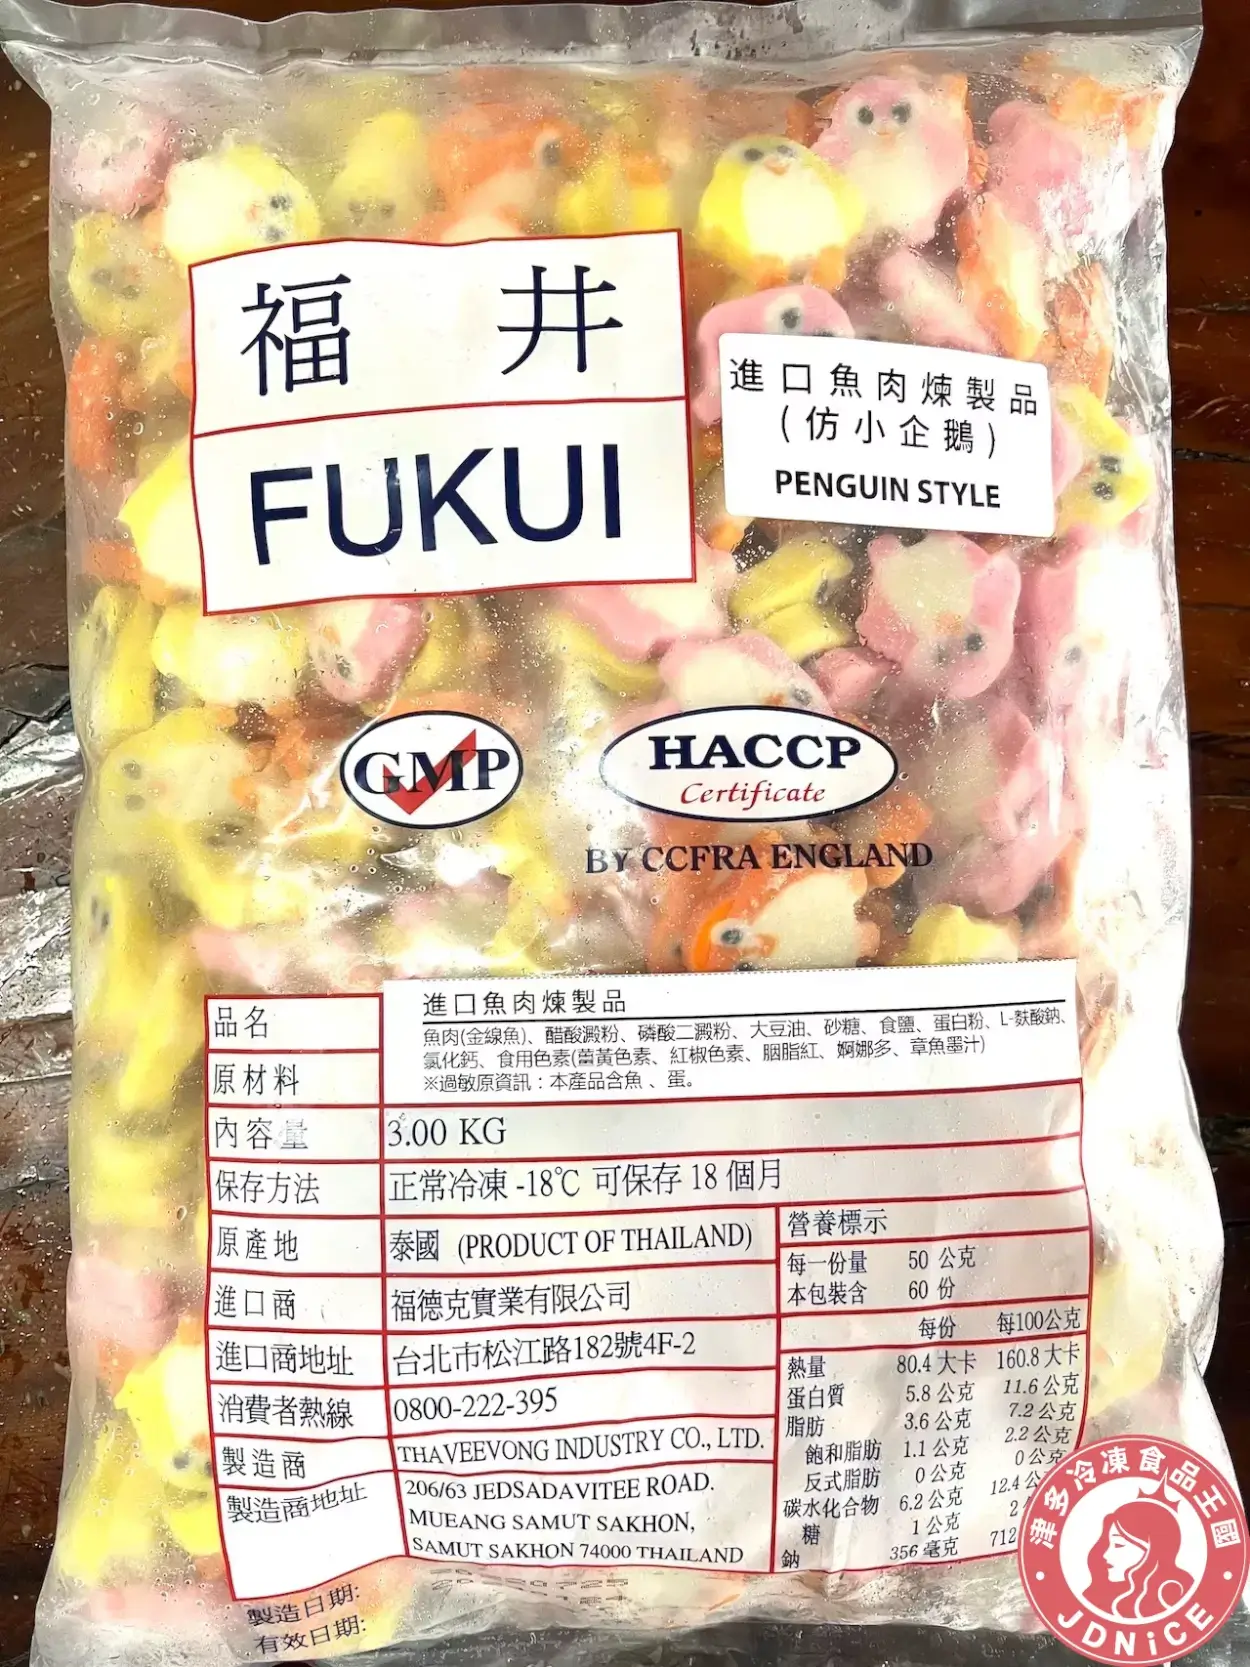 福井
FUKUI
進口魚肉煉製品
(仿小企鵝)
PENGUIN STYLE
GMP
HACCP
Certificate
BY CCFRA ENGLAND
品名
進口魚肉煉製品
原材料
魚肉(金線魚)、醋酸澱粉、磷酸二澱粉、大豆油、砂糖、食鹽、蛋白粉、L-麩酸鈉、
氯化鈣、食用色素(薑黃色素、紅椒色素、胭脂紅、婀娜多、章魚墨汁)
※過敏原資訊：本產品含魚、蛋。
內容量 3.00 KG
保存方法 正常冷凍 -18℃ 可保存 18 個月
原產地 泰國 (PRODUCT OF THAILAND)
進口商 福德克實業有限公司
進口商地址 台北市松江路182號4F-2
消費者熱線 0800-222-395
製造商 THAVEEVONG INDUSTRY CO., LTD.
製造商地址 206/63 JEDSADAVITEE ROAD.
MUEANG SAMUT SAKHON,
SAMUT SAKHON 74000 THAILAND
營養標示
每一份量 50 公克
本包裝含 60 份
每份 每100公克
熱量 80.4 大卡 160.8 大卡
蛋白質 5.8 公克 11.6 公克
脂肪 3.6 公克 7.2 公克
飽和脂肪 1.1 公克 2.2 公克
反式脂肪 0 公克 0 公克
碳水化合物 6.2 公克 12.4 公
糖 1 公克 2
鈉 356 毫克 712
製造日期:
有效日期:
津多冷凍食品王國
JDNiCE